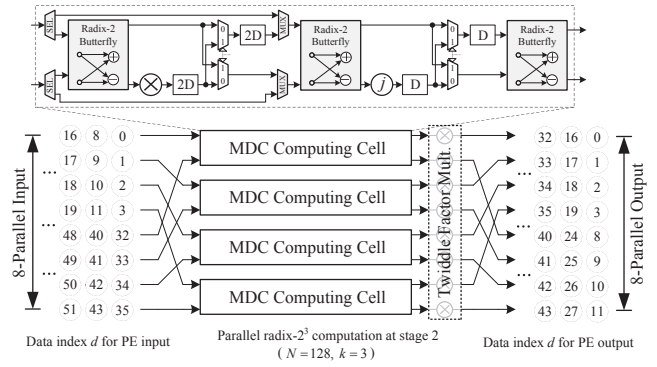 SEL
SEL
Radix-2
Butterfly
2D
0
1
1
0
2D
MUX
MUX
Radix-2
Butterfly
j
D
0
1
1
0
D
Radix-2
Butterfly
8-Parallel Input
16 8 0
17 9 1
...
18 10 2
19 11 3
...
48 40 32
49 41 33
...
50 42 34
51 43 35
MDC Computing Cell
MDC Computing Cell
MDC Computing Cell
MDC Computing Cell
Twiddle Factor Mult.
32 16 0
33 17 1
...
34 18 2
35 19 3
...
40 24 8
41 25 9
...
42 26 10
43 27 11
8-Parallel Output
Data index d for PE input
Parallel radix-2³ computation at stage 2
( N=128, k=3 )
Data index d for PE output